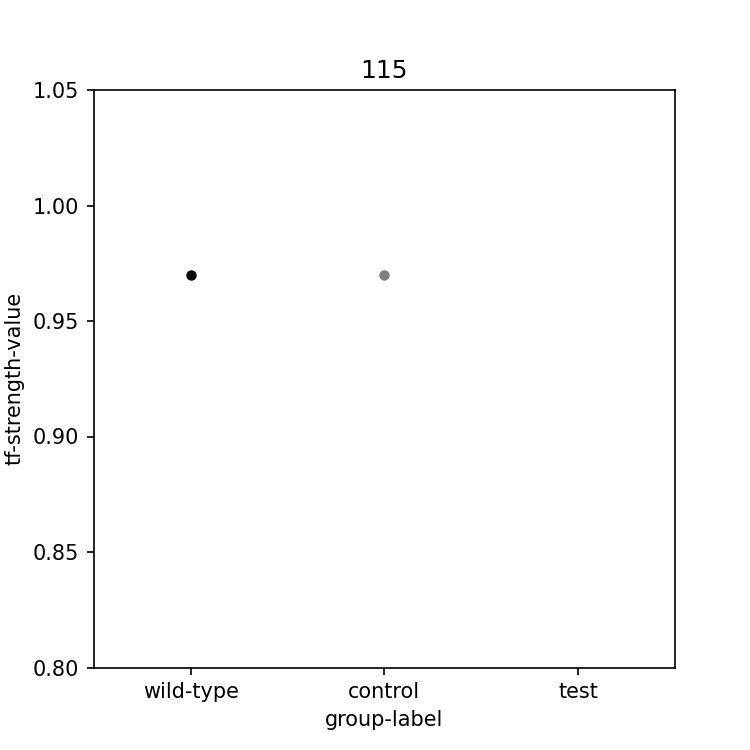 115
1.05
1.00
0.95
0.90
0.85
0.80
tf-strength-value
wild-type control test
group-label